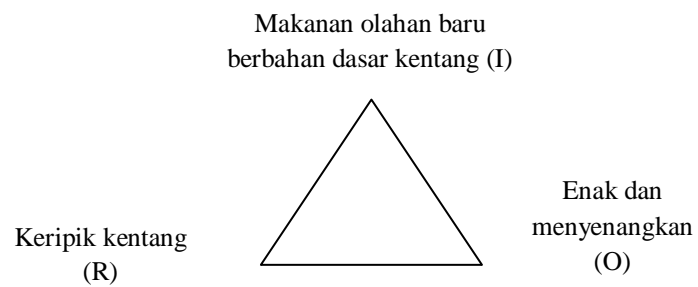 Makanan olahan baru
berbahan dasar kentang (I)
Keripik kentang
(R)
Enak dan
menyenangkan
(O)